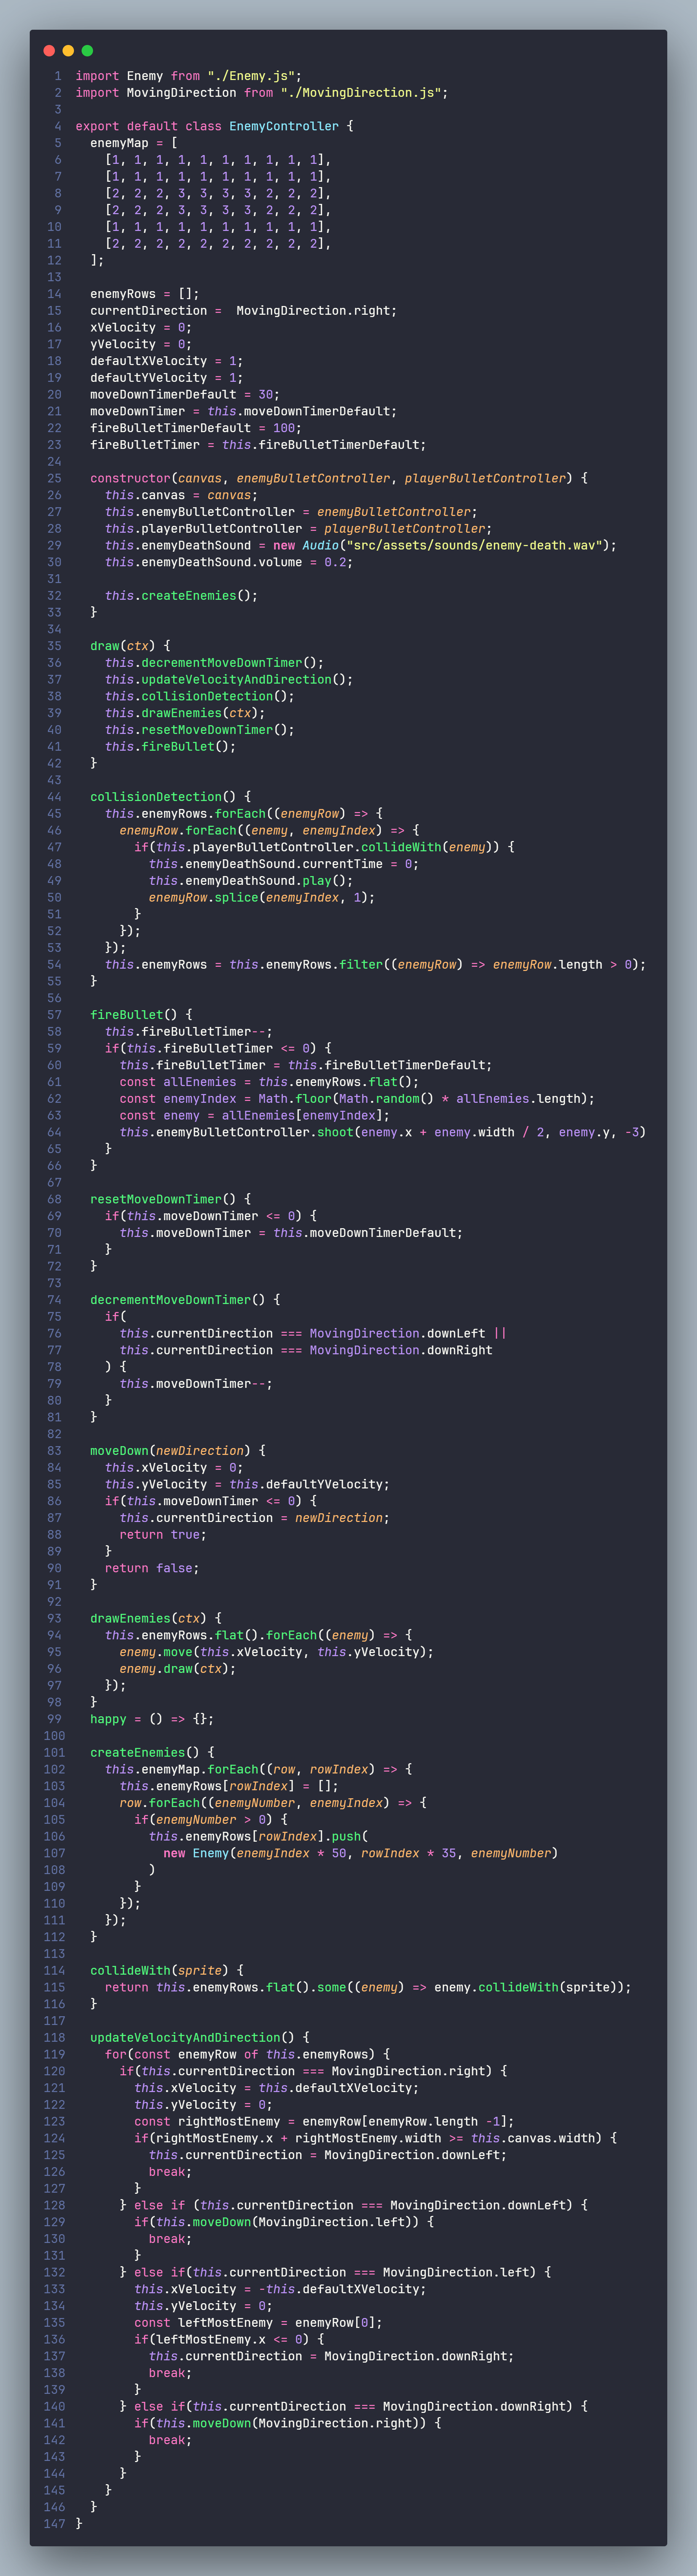 1 import Enemy from "./Enemy.js";
2 import MovingDirection from "./MovingDirection.js";
3
4 export default class EnemyController {
5   enemyMap = [
6     [1, 1, 1, 1, 1, 1, 1, 1, 1, 1],
7     [1, 1, 1, 1, 1, 1, 1, 1, 1, 1],
8     [2, 2, 2, 3, 3, 3, 3, 2, 2, 2],
9     [2, 2, 2, 3, 3, 3, 3, 2, 2, 2],
10     [1, 1, 1, 1, 1, 1, 1, 1, 1, 1],
11     [2, 2, 2, 2, 2, 2, 2, 2, 2, 2],
12   ];
13
14   enemyRows = [];
15   currentDirection =  MovingDirection.right;
16   xVelocity = 0;
17   yVelocity = 0;
18   defaultXVelocity = 1;
19   defaultYVelocity = 1;
20   moveDownTimerDefault = 30;
21   moveDownTimer = this.moveDownTimerDefault;
22   fireBulletTimerDefault = 100;
23   fireBulletTimer = this.fireBulletTimerDefault;
24
25   constructor(canvas, enemyBulletController, playerBulletController) {
26     this.canvas = canvas;
27     this.enemyBulletController = enemyBulletController;
28     this.playerBulletController = playerBulletController;
29     this.enemyDeathSound = new Audio("src/assets/sounds/enemy-death.wav");
30     this.enemyDeathSound.volume = 0.2;
31
32     this.createEnemies();
33   }
34
35   draw(ctx) {
36     this.decrementMoveDownTimer();
37     this.updateVelocityAndDirection();
38     this.collisionDetection();
39     this.drawEnemies(ctx);
40     this.resetMoveDownTimer();
41     this.fireBullet();
42   }
43
44   collisionDetection() {
45     this.enemyRows.forEach((enemyRow) => {
46       enemyRow.forEach((enemy, enemyIndex) => {
47         if(this.playerBulletController.collideWith(enemy)) {
48           this.enemyDeathSound.currentTime = 0;
49           this.enemyDeathSound.play();
50           enemyRow.splice(enemyIndex, 1);
51         }
52       });
53     });
54     this.enemyRows = this.enemyRows.filter((enemyRow) => enemyRow.length > 0);
55   }
56
57   fireBullet() {
58     this.fireBulletTimer--;
59     if(this.fireBulletTimer <= 0) {
60       this.fireBulletTimer = this.fireBulletTimerDefault;
61       const allEnemies = this.enemyRows.flat();
62       const enemyIndex = Math.floor(Math.random() * allEnemies.length);
63       const enemy = allEnemies[enemyIndex];
64       this.enemyBulletController.shoot(enemy.x + enemy.width / 2, enemy.y, -3)
65     }
66   }
67
68   resetMoveDownTimer() {
69     if(this.moveDownTimer <= 0) {
70       this.moveDownTimer = this.moveDownTimerDefault;
71     }
72   }
73
74   decrementMoveDownTimer() {
75     if(
76       this.currentDirection === MovingDirection.downLeft ||
77       this.currentDirection === MovingDirection.downRight
78     ) {
79       this.moveDownTimer--;
80     }
81   }
82
83   moveDown(newDirection) {
84     this.xVelocity = 0;
85     this.yVelocity = this.defaultYVelocity;
86     if(this.moveDownTimer <= 0) {
87       this.currentDirection = newDirection;
88       return true;
89     }
90     return false;
91   }
92
93   drawEnemies(ctx) {
94     this.enemyRows.flat().forEach((enemy) => {
95       enemy.move(this.xVelocity, this.yVelocity);
96       enemy.draw(ctx);
97     });
98   }
99   happy = () => {};
100
101   createEnemies() {
102     this.enemyMap.forEach((row, rowIndex) => {
103       this.enemyRows[rowIndex] = [];
104       row.forEach((enemyNumber, enemyIndex) => {
105         if(enemyNumber > 0) {
106           this.enemyRows[rowIndex].push(
107             new Enemy(enemyIndex * 50, rowIndex * 35, enemyNumber)
108           )
109         }
110       });
111     });
112   }
113
114   collideWith(sprite) {
115     return this.enemyRows.flat().some((enemy) => enemy.collideWith(sprite));
116   }
117
118   updateVelocityAndDirection() {
119     for(const enemyRow of this.enemyRows) {
120       if(this.currentDirection === MovingDirection.right) {
121         this.xVelocity = this.defaultXVelocity;
122         this.yVelocity = 0;
123         const rightMostEnemy = enemyRow[enemyRow.length -1];
124         if(rightMostEnemy.x + rightMostEnemy.width >= this.canvas.width) {
125           this.currentDirection = MovingDirection.downLeft;
126           break;
127         }
128       } else if (this.currentDirection === MovingDirection.downLeft) {
129         if(this.moveDown(MovingDirection.left)) {
130           break;
131         }
132       } else if(this.currentDirection === MovingDirection.left) {
133         this.xVelocity = -this.defaultXVelocity;
134         this.yVelocity = 0;
135         const leftMostEnemy = enemyRow[0];
136         if(leftMostEnemy.x <= 0) {
137           this.currentDirection = MovingDirection.downRight;
138           break;
139         }
140       } else if(this.currentDirection === MovingDirection.downRight) {
141         if(this.moveDown(MovingDirection.right)) {
142           break;
143         }
144       }
145     }
146   }
147 }